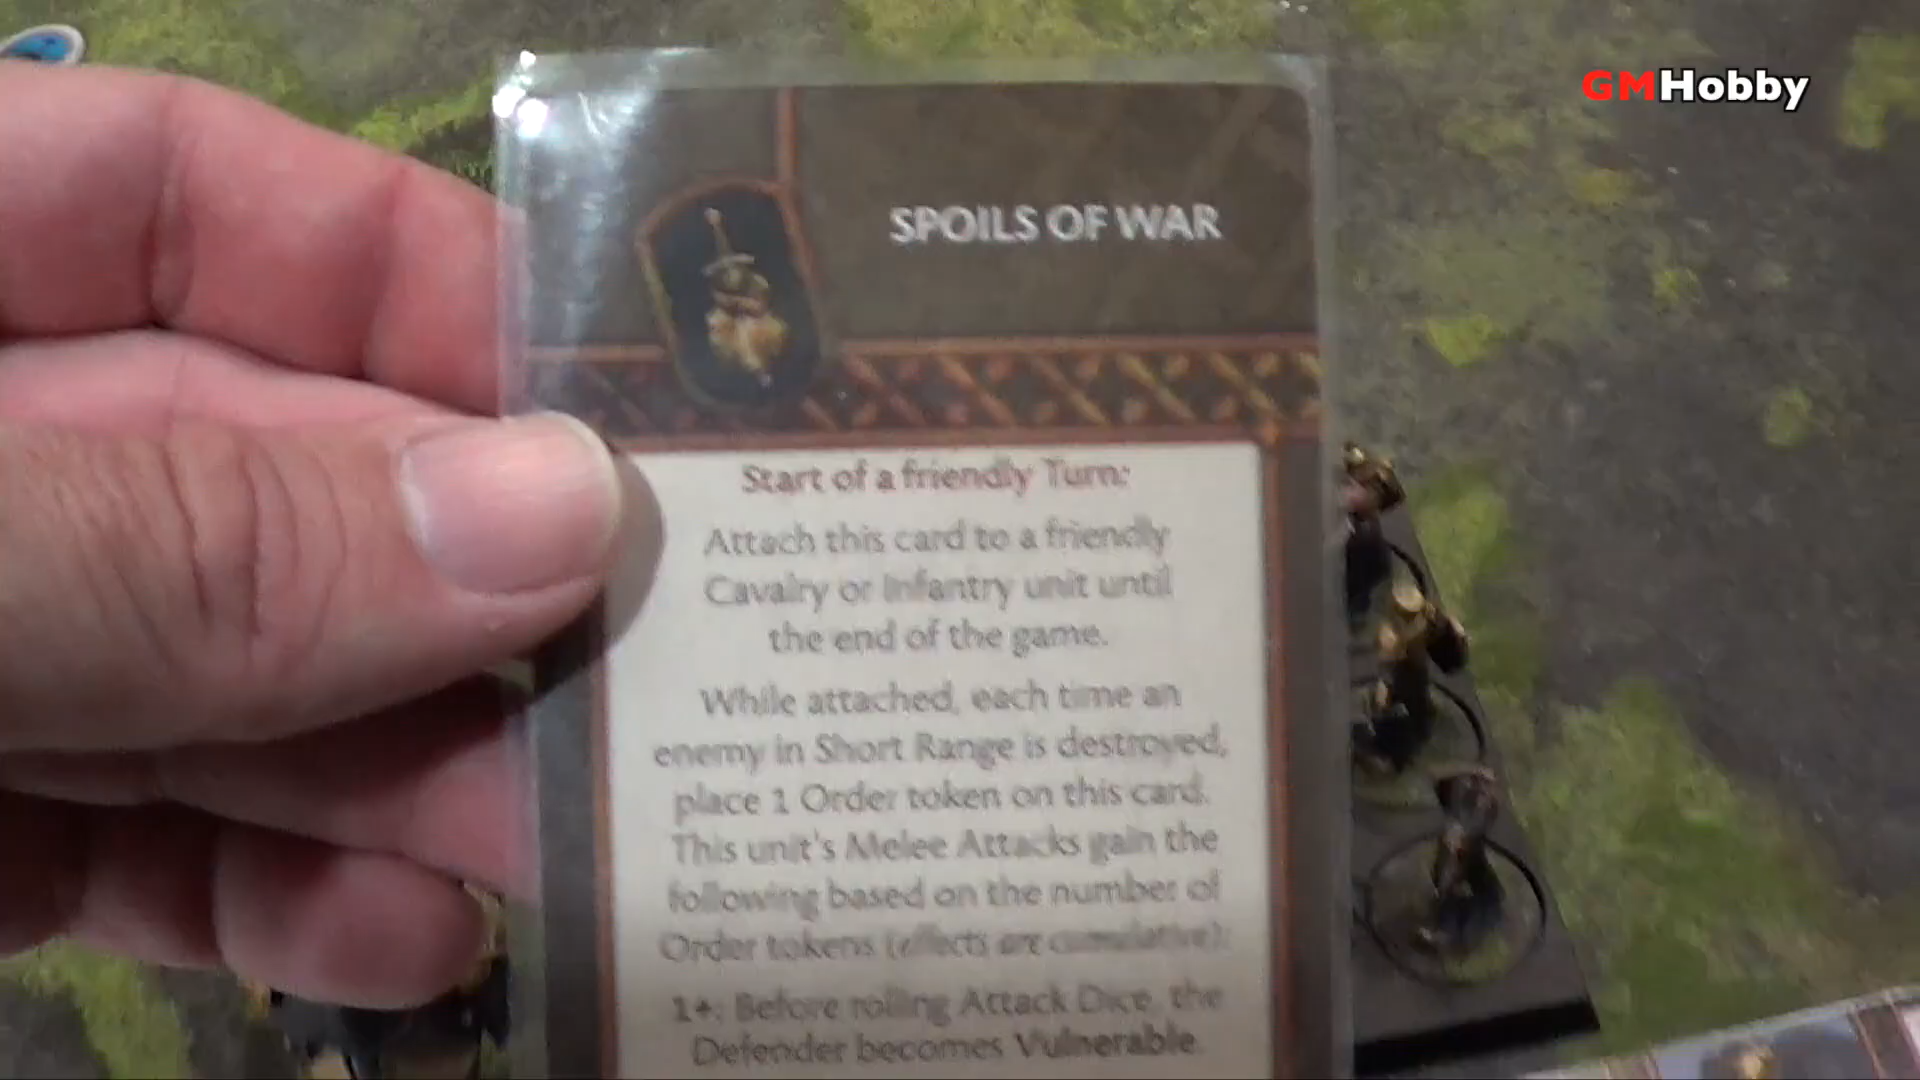 GMHobby
SPOILS OF WAR
Start of a friendly Turn:
Attach this card to a friendly
Cavalry or Infantry unit until
the end of the game.
While attached, each time an
enemy in Short Range is destroyed,
place 1 Order token on this card.
This unit's Melee Attacks gain the
following based on the number of
Order tokens (effects are cumulative):
1+: Before rolling Attack Dice, the
Defender becomes Vulnerable.